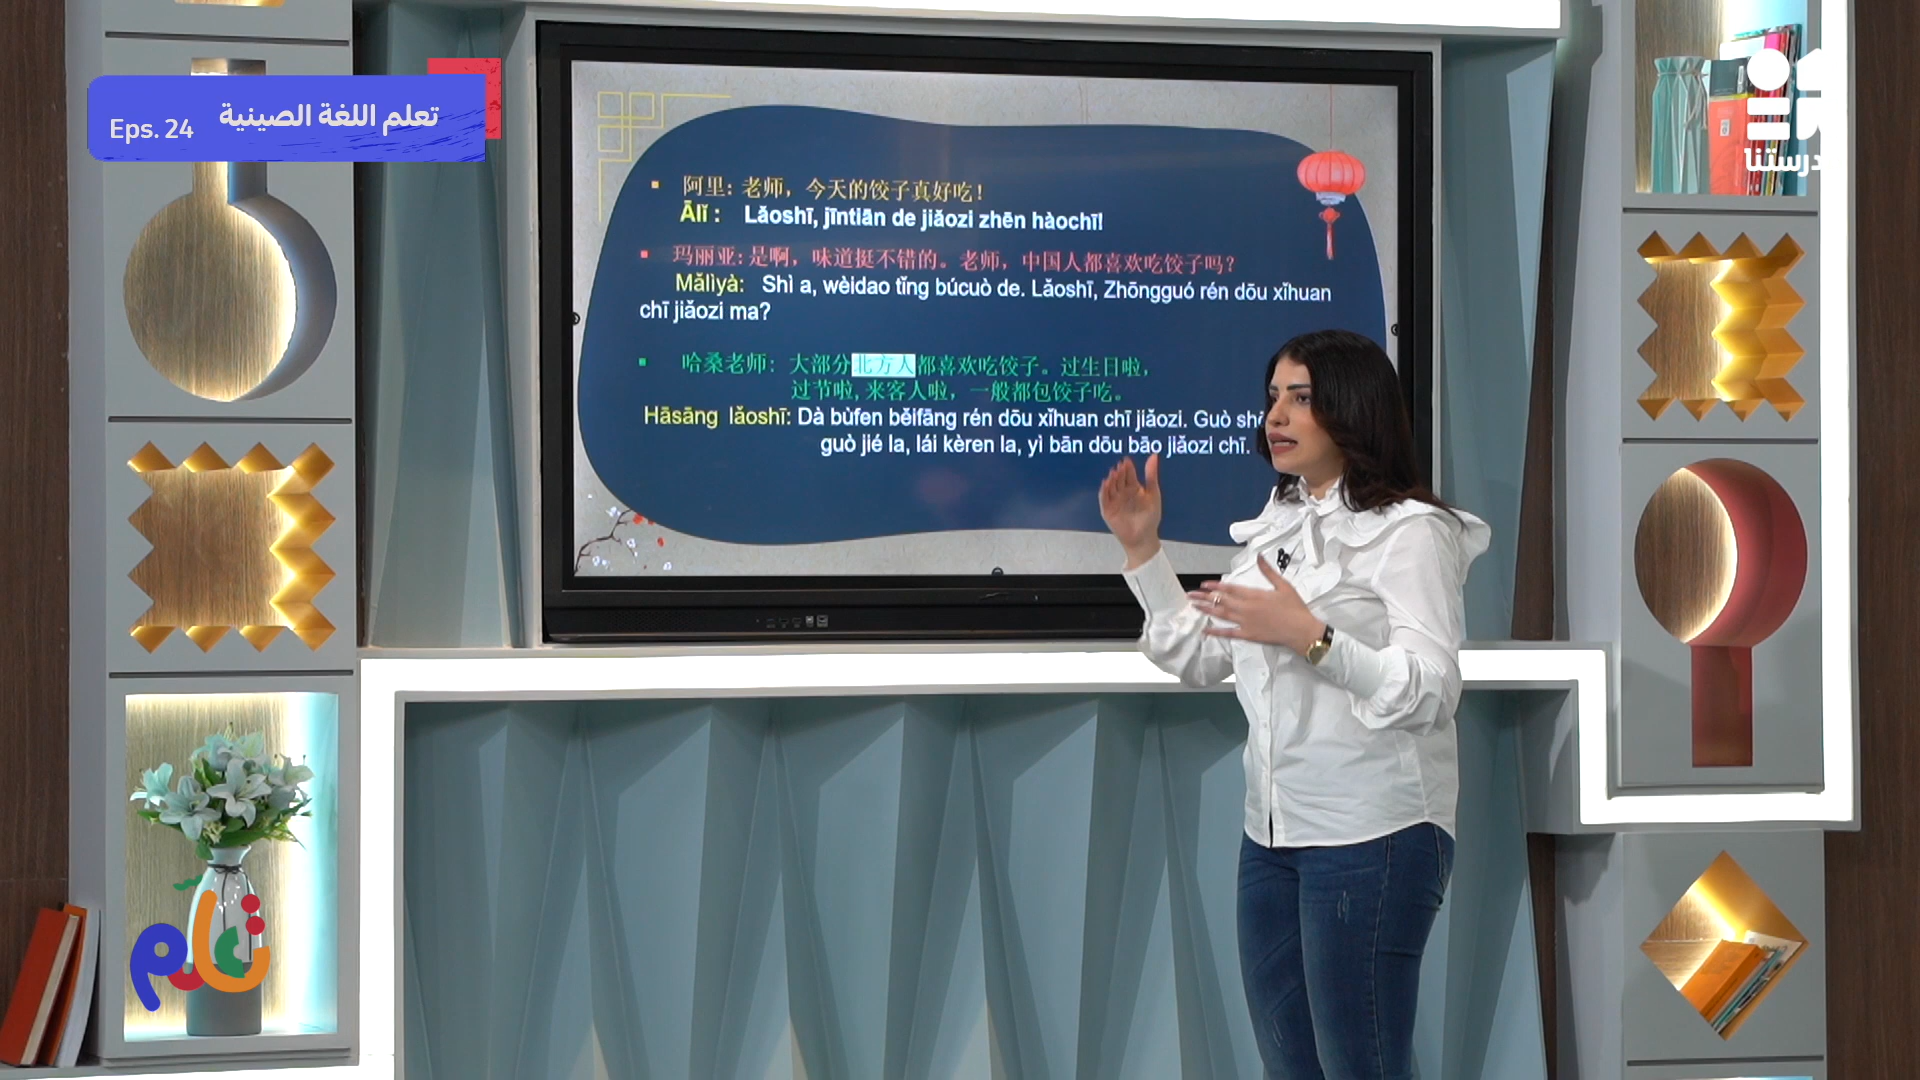 تعلم اللغة الصينية
Eps. 24
درستنا
阿里: 老师，今天的饺子真好吃！
Ālǐ : Lǎoshī, jīntiān de jiǎozi zhēn hàochī!
玛丽亚: 是啊，味道挺不错的。老师，中国人都喜欢吃饺子吗？
Mǎlìyà: Shì a, wèidao tǐng búcuò de. Lǎoshī, Zhōngguó rén dōu xǐhuan
chī jiǎozi ma?
哈桑老师: 大部分北方人都喜欢吃饺子。过生日啦，
过节啦, 来客人啦，一般都包饺子吃。
Hāsāng lǎoshī: Dà bùfen běifāng rén dōu xǐhuan chī jiǎozi. Guò
guò jié la, lái kèren la, yì bān dōu bāo jiǎozi chī.
تعلم